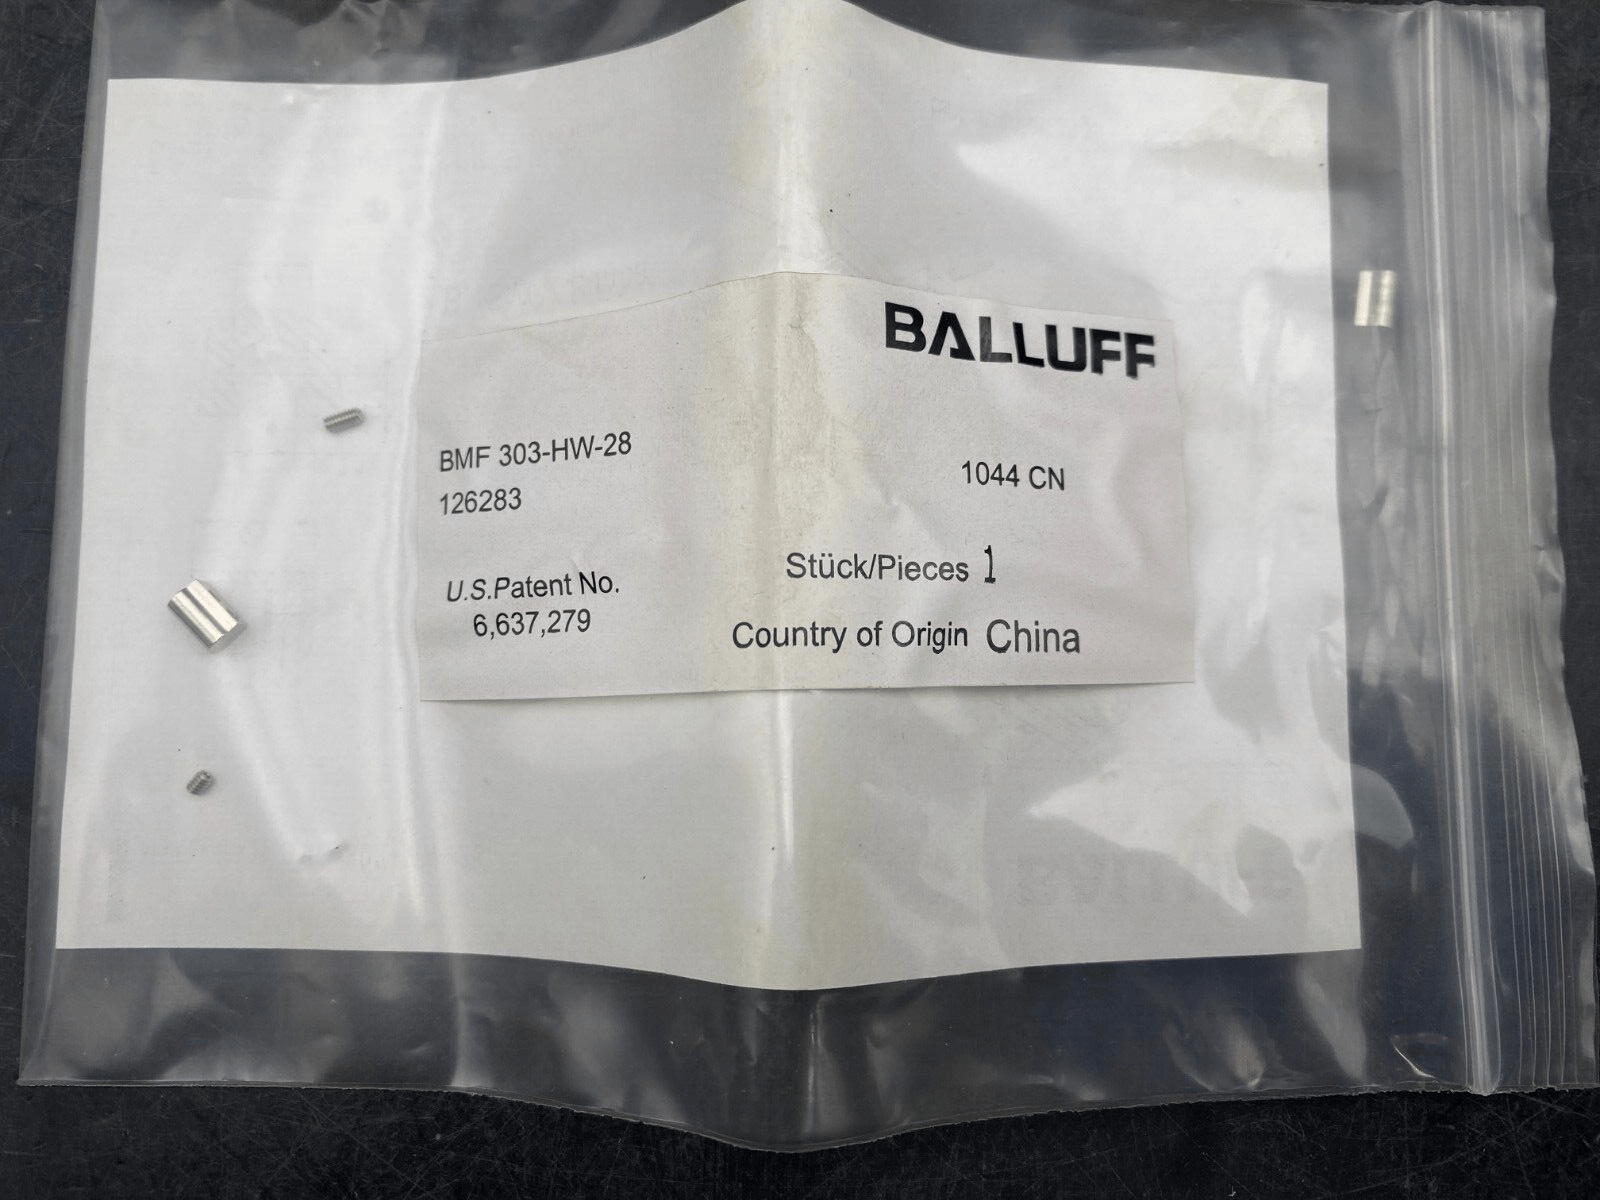 BALLUFF
BMF 303-HW-28
126283
1044 CN
U.S.Patent No.
6,637,279
Stück/Pieces 1
Country of Origin China